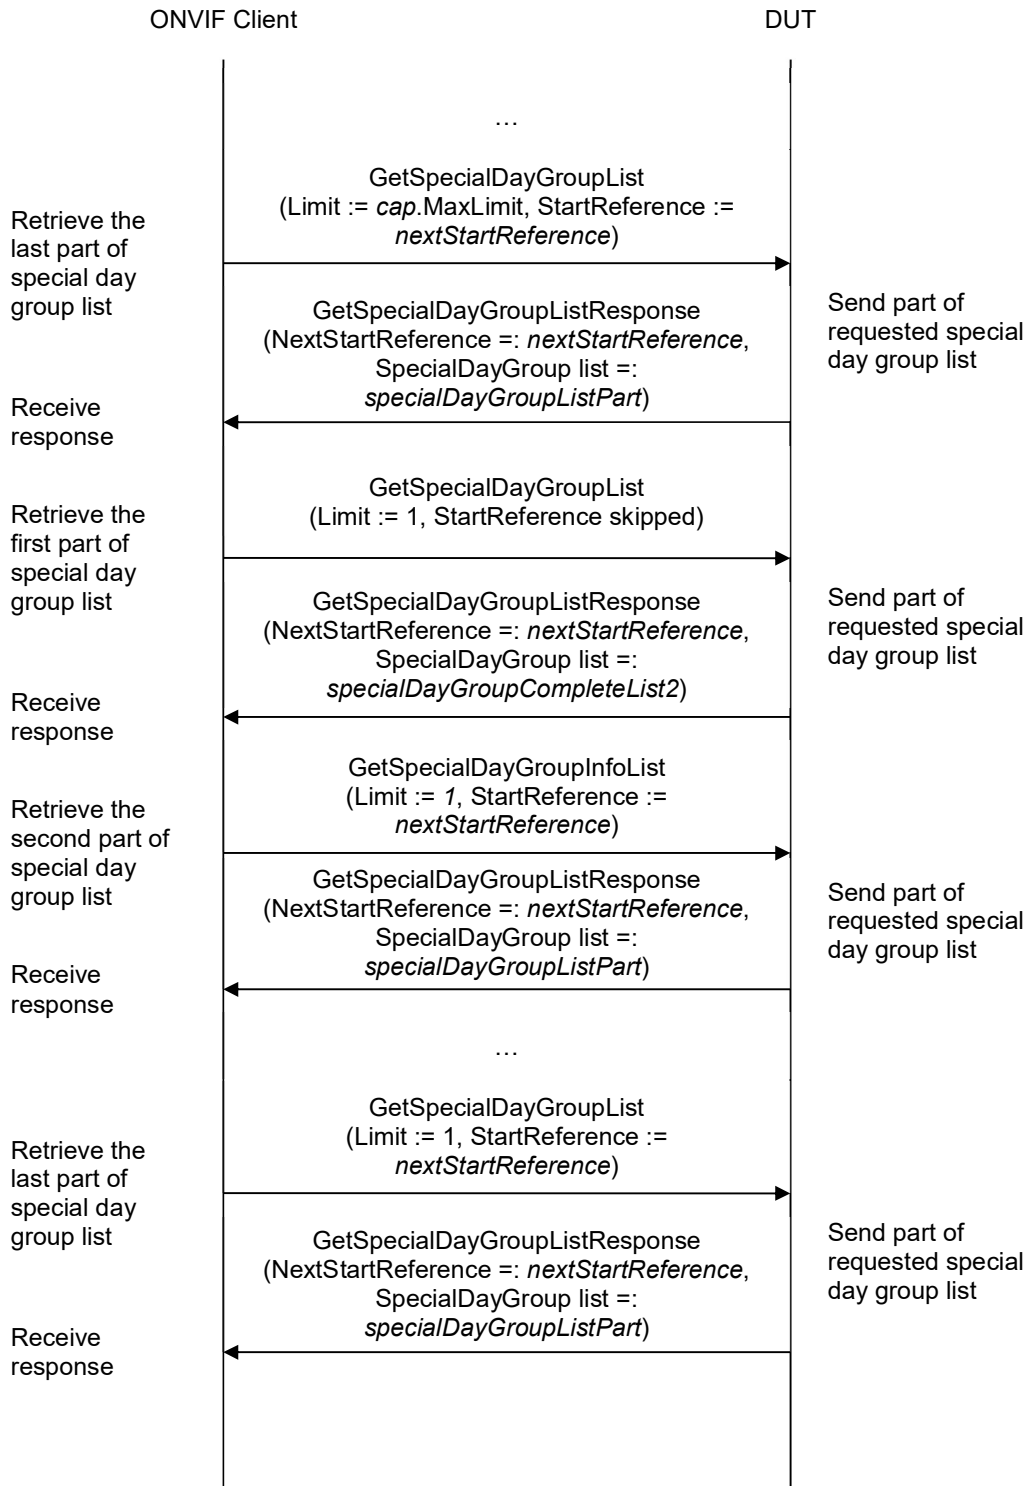 ONVIF Client
DUT
…
GetSpecialDayGroupList
(Limit := cap.MaxLimit, StartReference :=
nextStartReference)
Retrieve the
last part of
special day
group list
GetSpecialDayGroupListResponse
(NextStartReference =: nextStartReference,
SpecialDayGroup list =:
specialDayGroupListPart)
Send part of
requested special
day group list
Receive
response
GetSpecialDayGroupList
(Limit := 1, StartReference skipped)
Retrieve the
first part of
special day
group list
GetSpecialDayGroupListResponse
(NextStartReference =: nextStartReference,
SpecialDayGroup list =:
specialDayGroupCompleteList2)
Send part of
requested special
day group list
Receive
response
GetSpecialDayGroupInfoList
(Limit := 1, StartReference :=
nextStartReference)
Retrieve the
second part of
special day
group list
GetSpecialDayGroupListResponse
(NextStartReference =: nextStartReference,
SpecialDayGroup list =:
specialDayGroupListPart)
Send part of
requested special
day group list
Receive
response
…
GetSpecialDayGroupList
(Limit := 1, StartReference :=
nextStartReference)
Retrieve the
last part of
special day
group list
GetSpecialDayGroupListResponse
(NextStartReference =: nextStartReference,
SpecialDayGroup list =:
specialDayGroupListPart)
Send part of
requested special
day group list
Receive
response